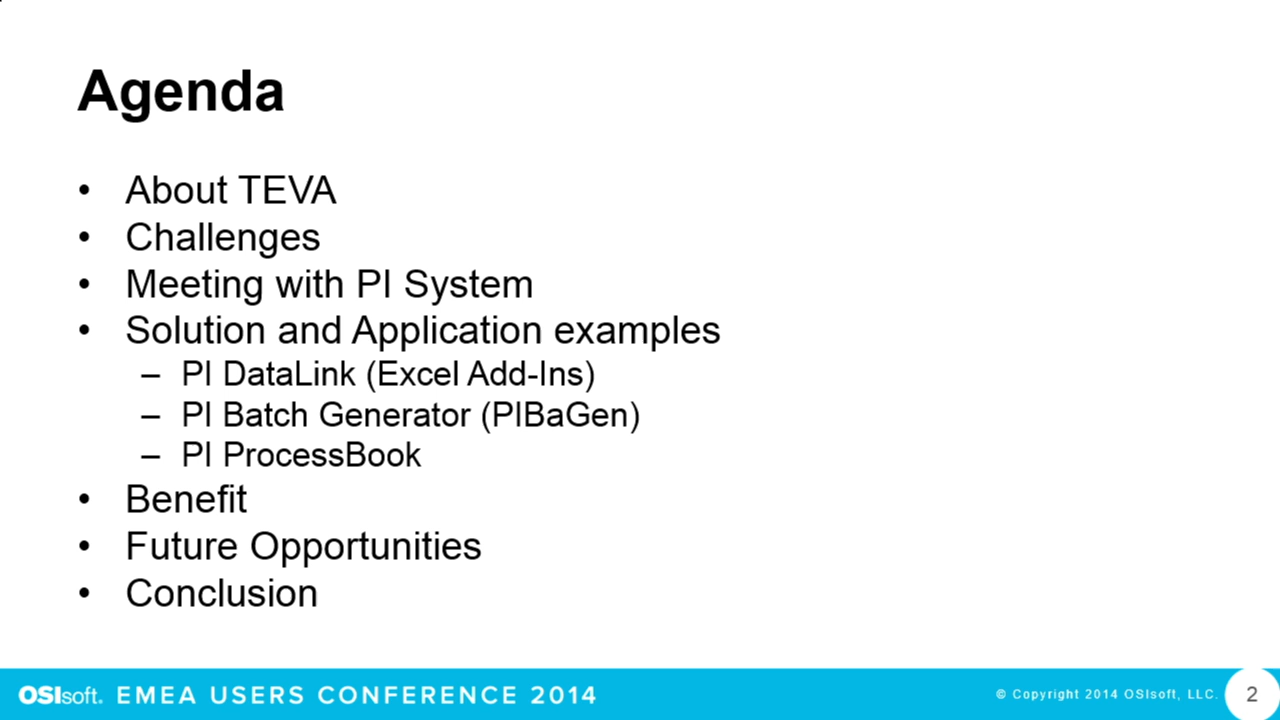 Agenda
• About TEVA
• Challenges
• Meeting with PI System
• Solution and Application examples
– PI DataLink (Excel Add-Ins)
– PI Batch Generator (PIBaGen)
– PI ProcessBook
• Benefit
• Future Opportunities
• Conclusion
OSIsoft. EMEA USERS CONFERENCE 2014
© Copyright 2014 OSIsoft, LLC.
2